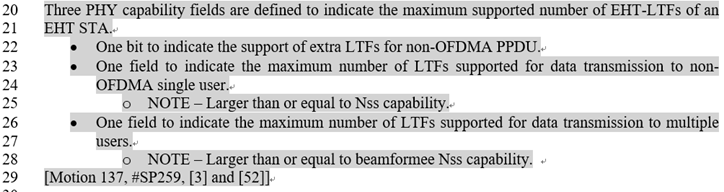 20 Three PHY capability fields are defined to indicate the maximum supported number of EHT-LTFs of an
21 EHT STA.
22 • One bit to indicate the support of extra LTFs for non-OFDMA PPDU.
23 • One field to indicate the maximum number of LTFs supported for data transmission to non-
24 OFDMA single user.
25 o NOTE – Larger than or equal to Nss capability.
26 • One field to indicate the maximum number of LTFs supported for data transmission to multiple
27 users.
28 o NOTE – Larger than or equal to beamformee Nss capability.
29 [Motion 137, #SP259, [3] and [52]]